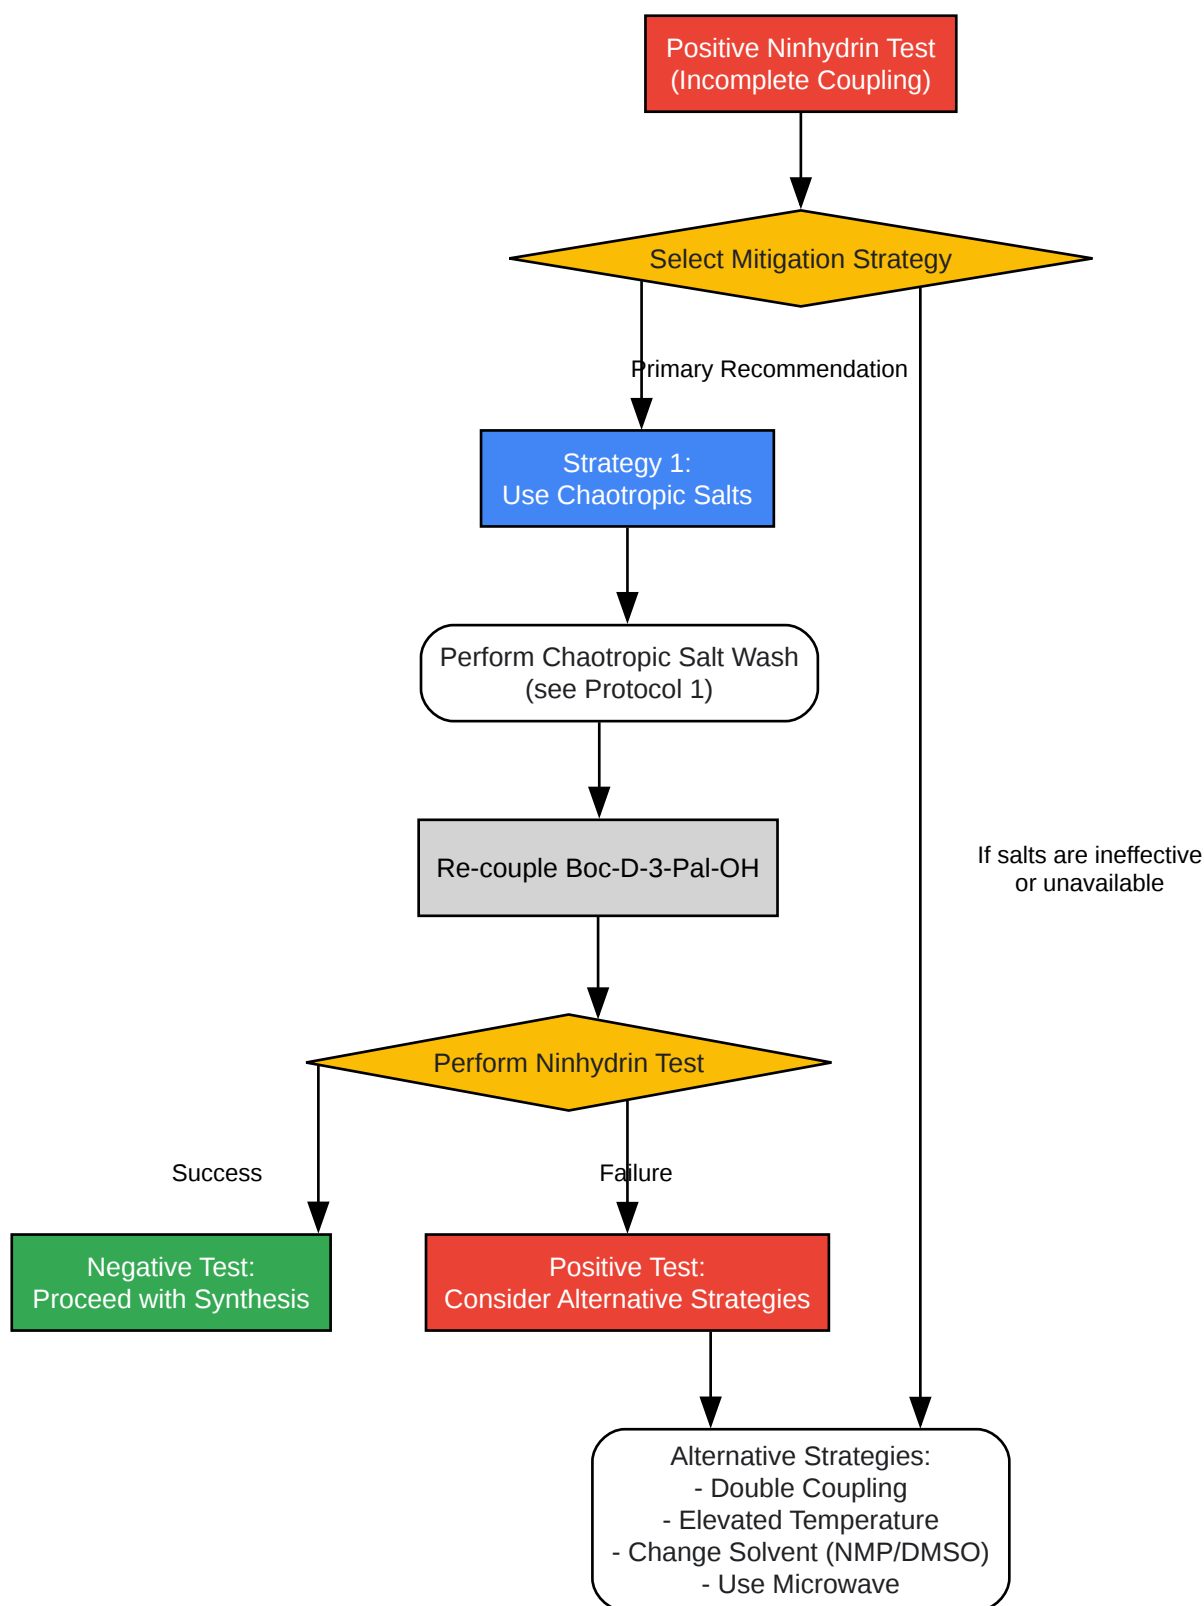 Positive Ninhydrin Test
(Incomplete Coupling)
Select Mitigation Strategy
Primary Recommendation
Strategy 1:
Use Chaotropic Salts
Perform Chaotropic Salt Wash
(see Protocol 1)
Re-couple Boc-D-3-Pal-OH
If salts are ineffective
or unavailable
Perform Ninhydrin Test
Success
Failure
Negative Test:
Proceed with Synthesis
Positive Test:
Consider Alternative Strategies
Alternative Strategies:
- Double Coupling
- Elevated Temperature
- Change Solvent (NMP/DMSO)
- Use Microwave